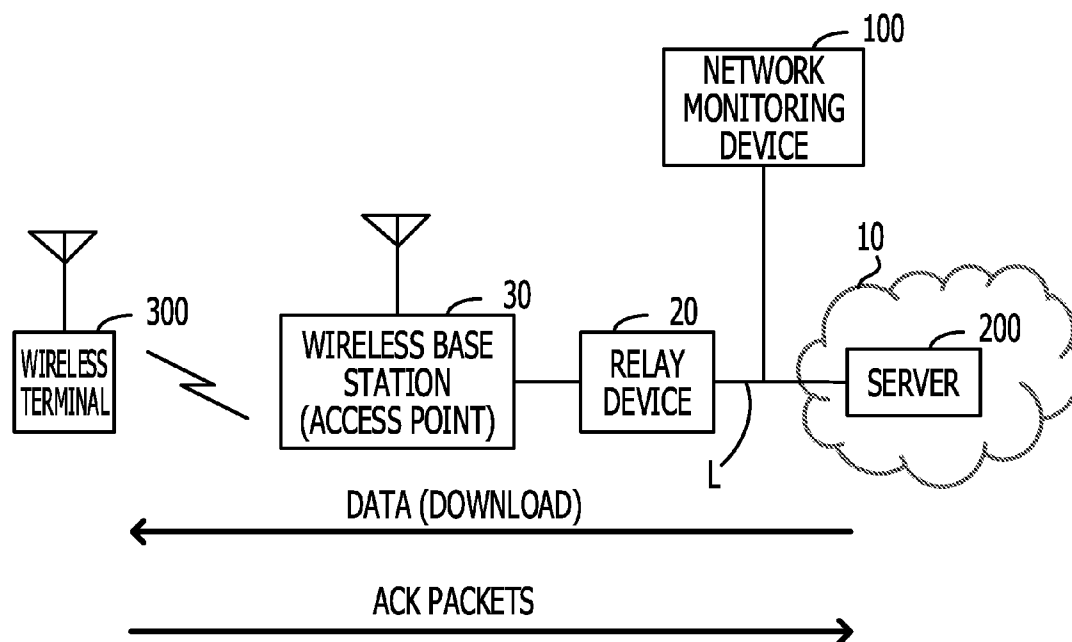 100
NETWORK
MONITORING
DEVICE
10
300
30
20
200
WIRELESS
TERMINAL
WIRELESS BASE
STATION
(ACCESS POINT)
RELAY
DEVICE
SERVER
L
DATA (DOWNLOAD)
ACK PACKETS